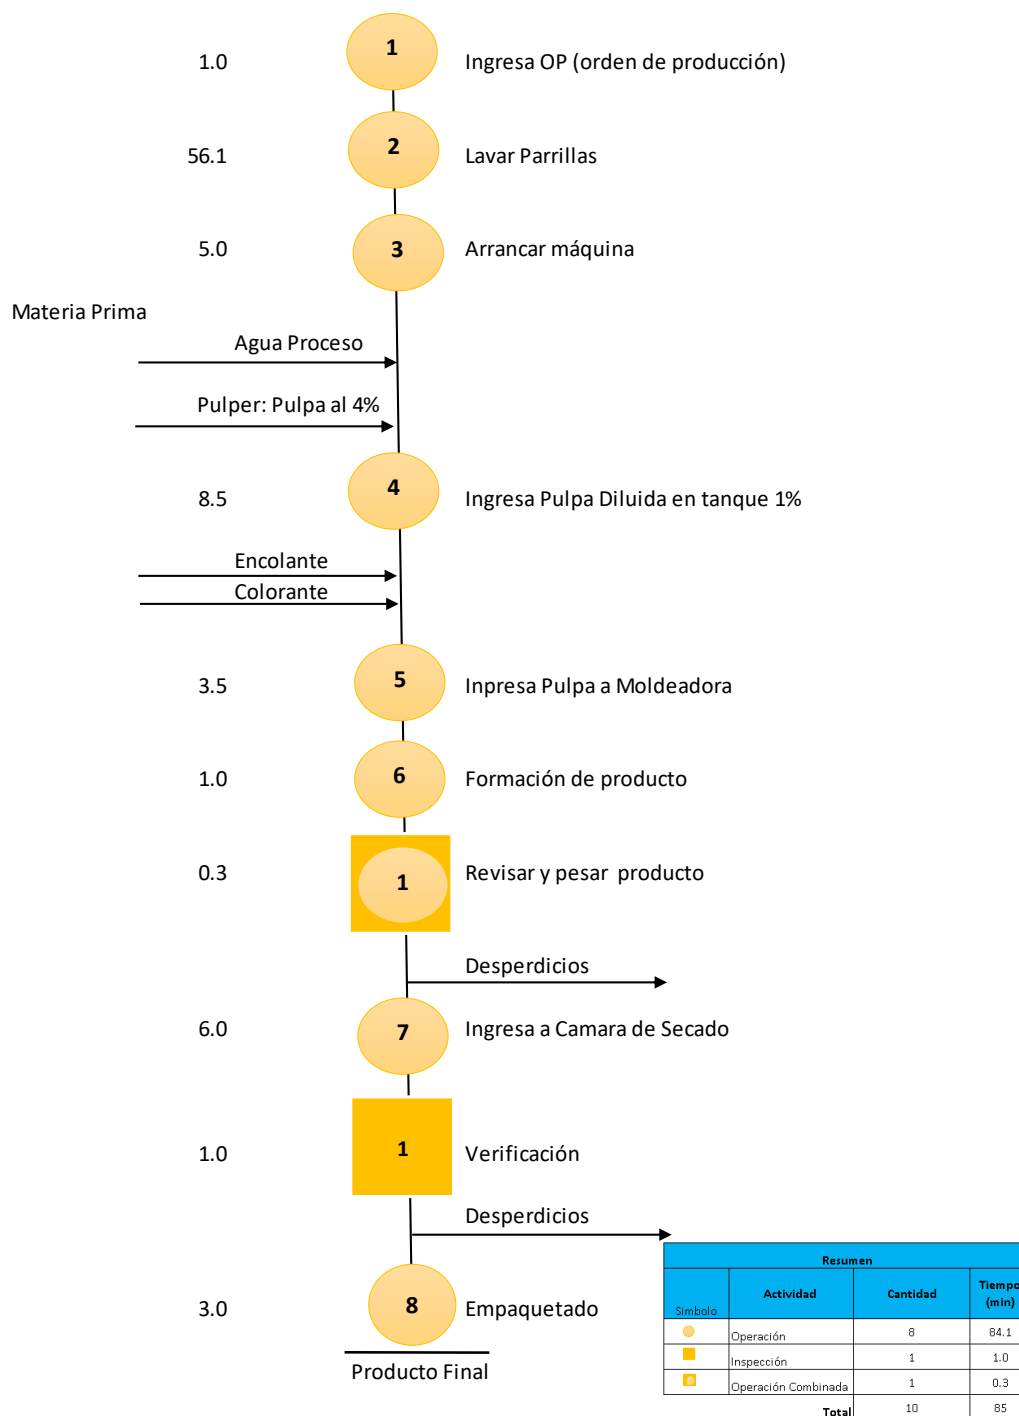 1.0 1 Ingresa OP (orden de producción)
56.1 2 Lavar Parrillas
5.0 3 Arrancar máquina
Materia Prima
Agua Proceso
Pulper: Pulpa al 4%
8.5 4 Ingresa Pulpa Diluida en tanque 1%
Encolante
Colorante
3.5 5 Inpresa Pulpa a Moldeadora
1.0 6 Formación de producto
0.3 1 Revisar y pesar producto
Desperdicios
6.0 7 Ingresa a Camara de Secado
1.0 1 Verificación
Desperdicios
3.0 8 Empaquetado
Producto Final
Resumen
Simbolo Actividad Cantidad Tiempo (min)
Operación 8 84.1
Inspección 1 1.0
Operación Combinada 1 0.3
Total 10 85